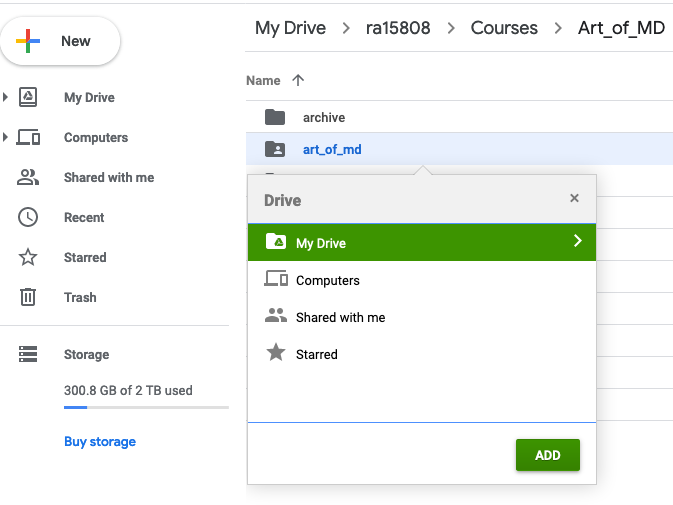 New
My Drive
Computers
Shared with me
Recent
Starred
Trash
Storage
300.8 GB of 2 TB used
Buy storage
My Drive > ra15808 > Courses > Art_of_MD
Name ↑
archive
art_of_md
Drive ×
My Drive >
Computers
Shared with me
Starred
ADD